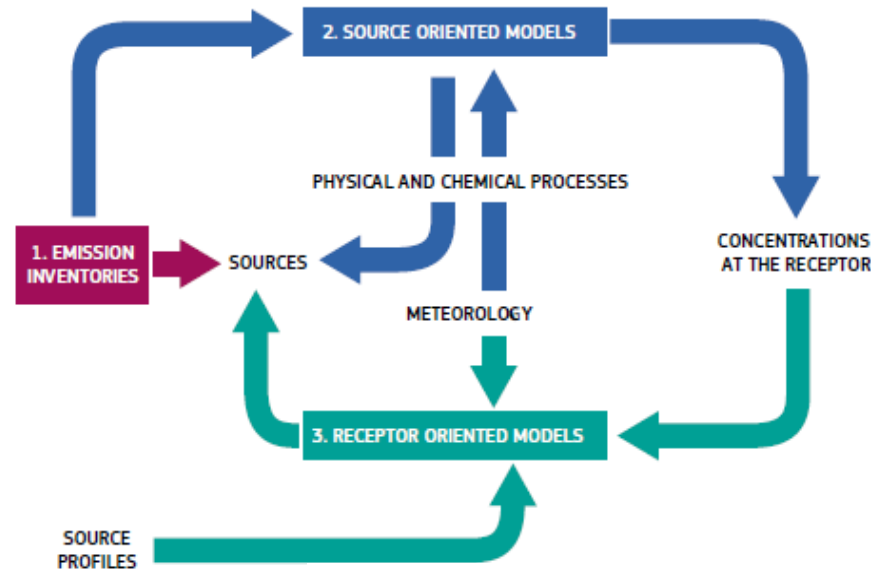 2. SOURCE ORIENTED MODELS
PHYSICAL AND CHEMICAL PROCESSES
1. EMISSION
INVENTORIES
SOURCES
CONCENTRATIONS
AT THE RECEPTOR
METEOROLOGY
3. RECEPTOR ORIENTED MODELS
SOURCE
PROFILES